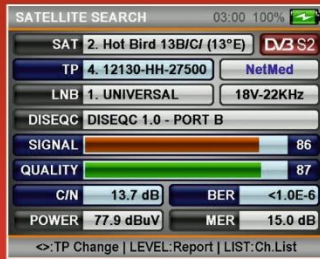 SATELLITE SEARCH 03:00 100%
SAT 2. Hot Bird 13B/C/ (13°E) DVB S2
TP 4. 12130-HH-27500 NetMed
LNB 1. UNIVERSAL 18V-22KHz
DISEQC DISEQC 1.0 - PORT B
SIGNAL 86
QUALITY 87
C/N 13.7 dB BER <1.0E-6
POWER 77.9 dBuV MER 15.0 dB
<>:TP Change | LEVEL:Report | LIST:Ch.List